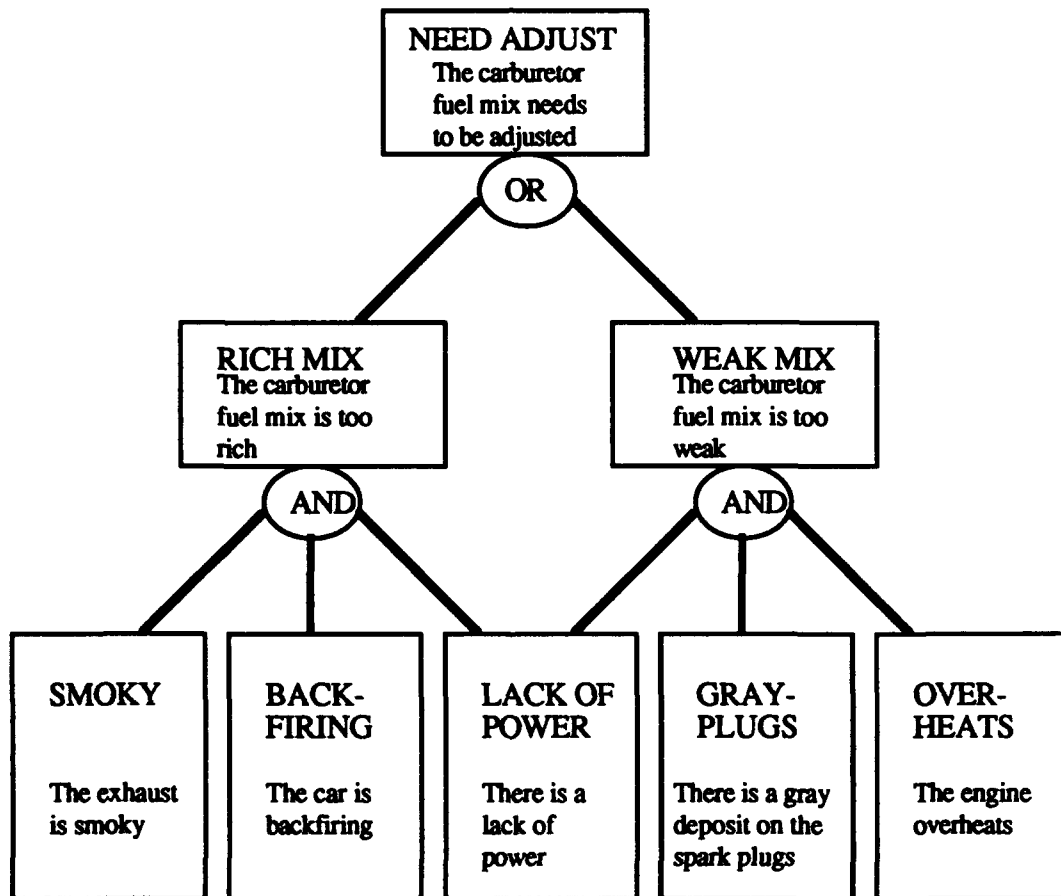 NEED ADJUST
The carburetor
fuel mix needs
to be adjusted
OR
RICH MIX
The carburetor
fuel mix is too
rich
WEAK MIX
The carburetor
fuel mix is too
weak
AND
AND
SMOKY
The exhaust
is smoky
BACK-
FIRING
The car is
backfiring
LACK OF
POWER
There is a
lack of
power
GRAY-
PLUGS
There is a gray
deposit on the
spark plugs
OVER-
HEATS
The engine
overheats